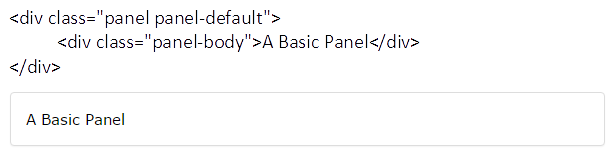 <div class="panel panel-default">
<div class="panel-body">A Basic Panel</div>
</div>
A Basic Panel